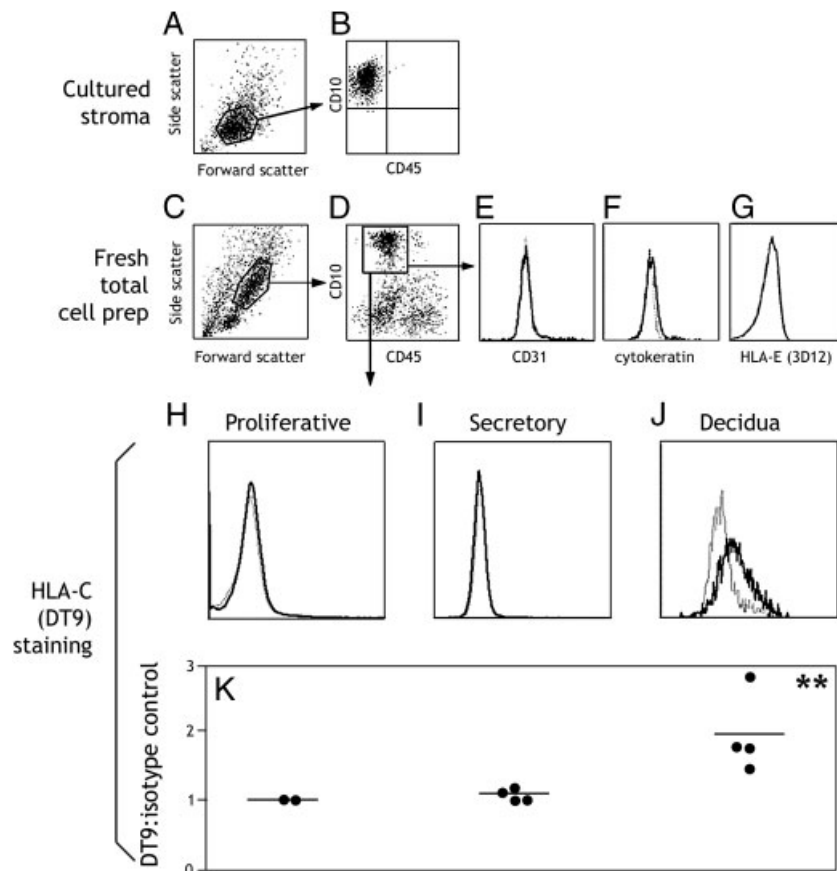 A
B
Cultured
stroma
Side scatter
Forward scatter
CD10
CD45
C
D
E
F
G
Fresh
total
cell prep
Side scatter
Forward scatter
CD10
CD45
CD31
cytokeratin
HLA-E (3D12)
H Proliferative
I Secretory
J Decidua
HLA-C
(DT9)
staining
K
**
DT9:isotype control
3
2
1
0